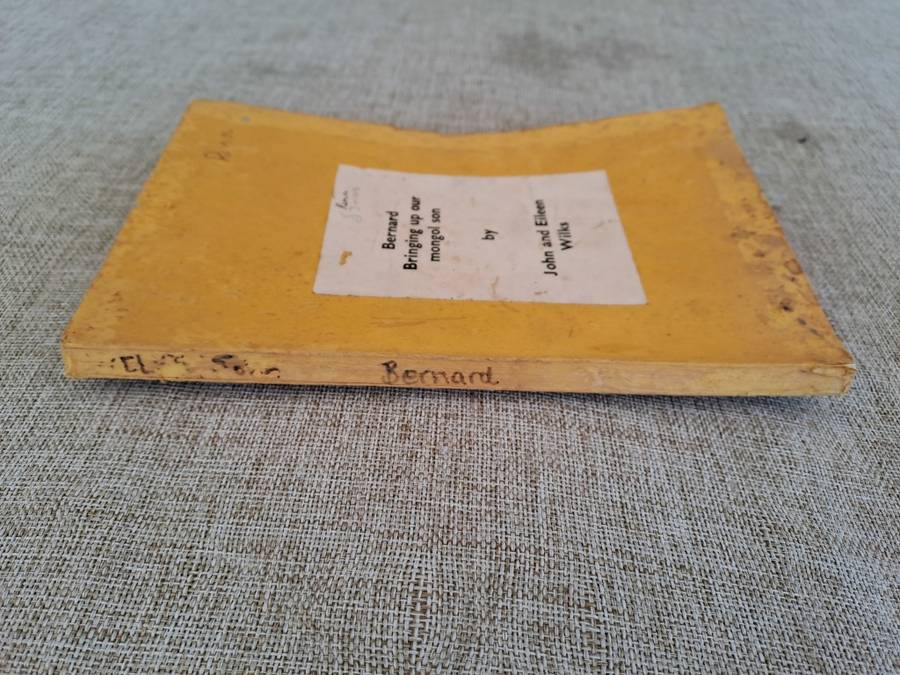 Bernard
Bringing up our
mongol son
by
John and Eileen
Wilks
Bernard